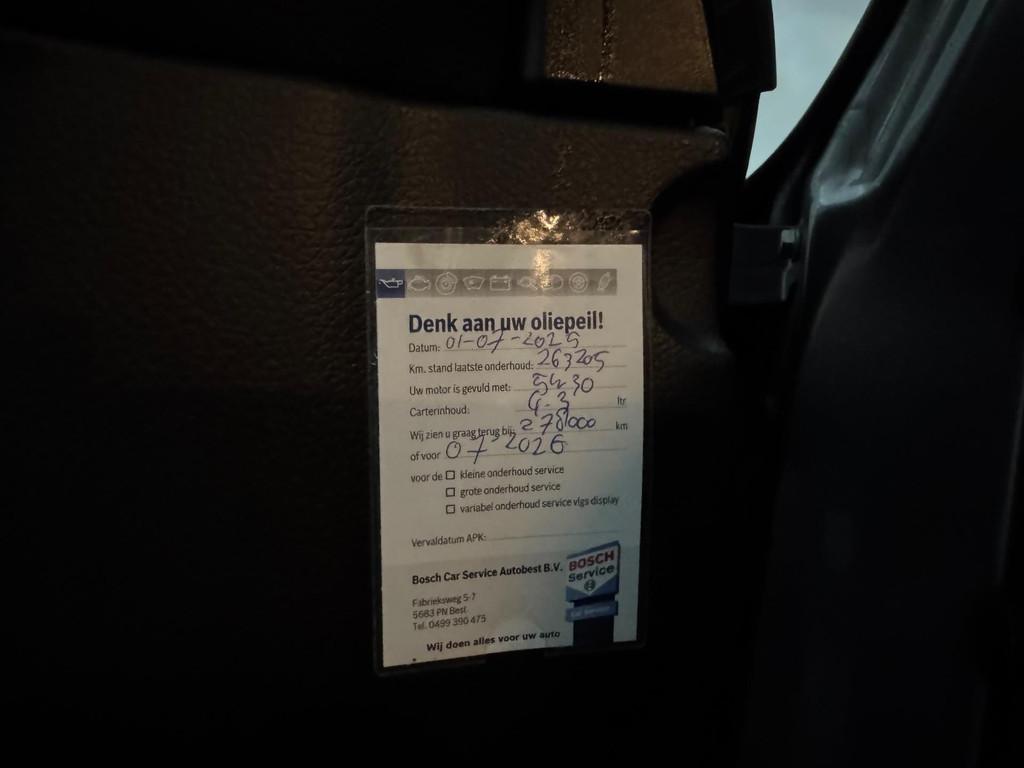 Denk aan uw oliepeil!
Datum: 01-07-2025
Km. stand laatste onderhoud: 263205
Uw motor is gevuld met: 5W30
Carterinhoud: 4.3 ltr
Wij zien u graag terug bij: 278000 km
of voor 07-2026
voor de ☐ kleine onderhoud service
☐ grote onderhoud service
☐ variabel onderhoud service vlgs display
Vervaldatum APK:
Bosch Car Service Autobest B.V.
BOSCH
Service
Fabrieksweg 5-7
5683 PN Best
Tel. 0499 390 475
Wij doen alles voor uw auto